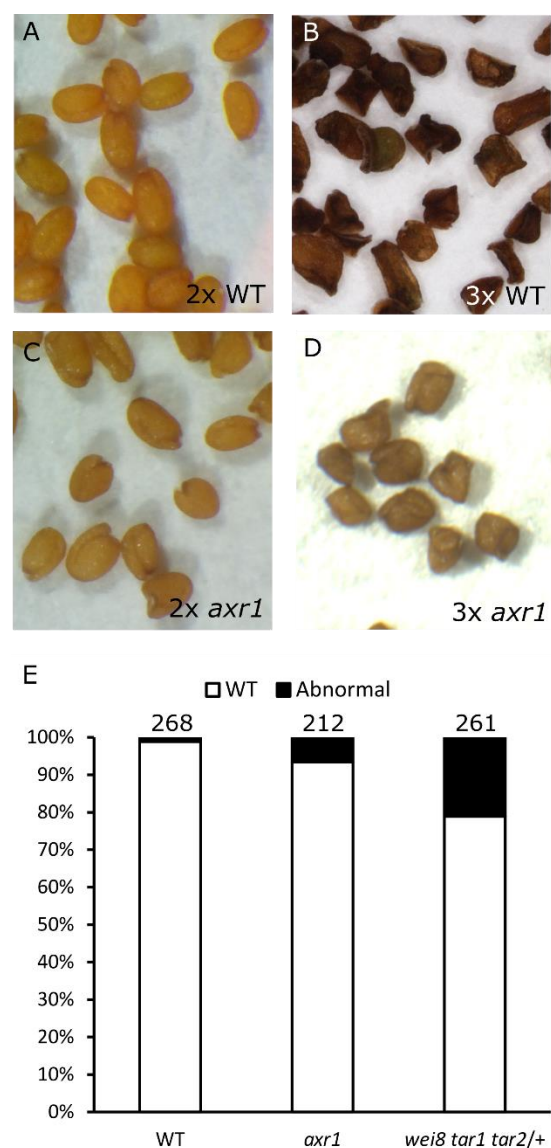 A
B
2x WT
3x WT
C
D
2x axr1
3x axr1
E
WT Abnormal
268 212 261
100%
90%
80%
70%
60%
50%
40%
30%
20%
10%
0%
WT axr1 wei8 tar1 tar2/+